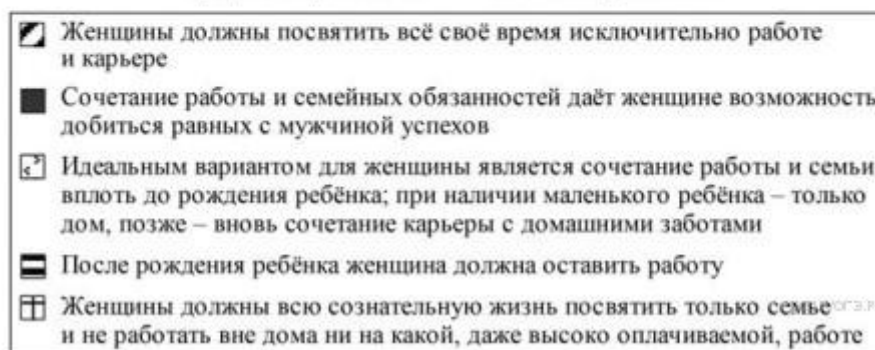 Женщины должны посвятить всё своё время исключительно работе
и карьере
Сочетание работы и семейных обязанностей даёт женщине возможность
добиться равных с мужчиной успехов
Идеальным вариантом для женщины является сочетание работы и семьи
вплоть до рождения ребёнка; при наличии маленького ребёнка – только
дом, позже – вновь сочетание карьеры с домашними заботами
После рождения ребёнка женщина должна оставить работу
Женщины должны всю сознательную жизнь посвятить только семье
и не работать вне дома ни на какой, даже высоко оплачиваемой, работе